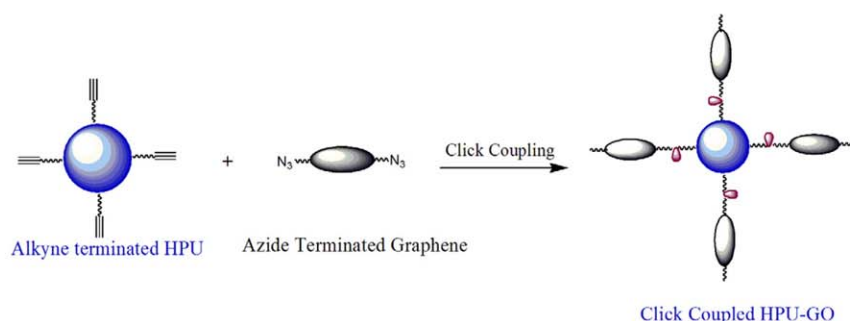 N3
N3
+
Click Coupling
Alkyne terminated HPU
Azide Terminated Graphene
Click Coupled HPU-GO